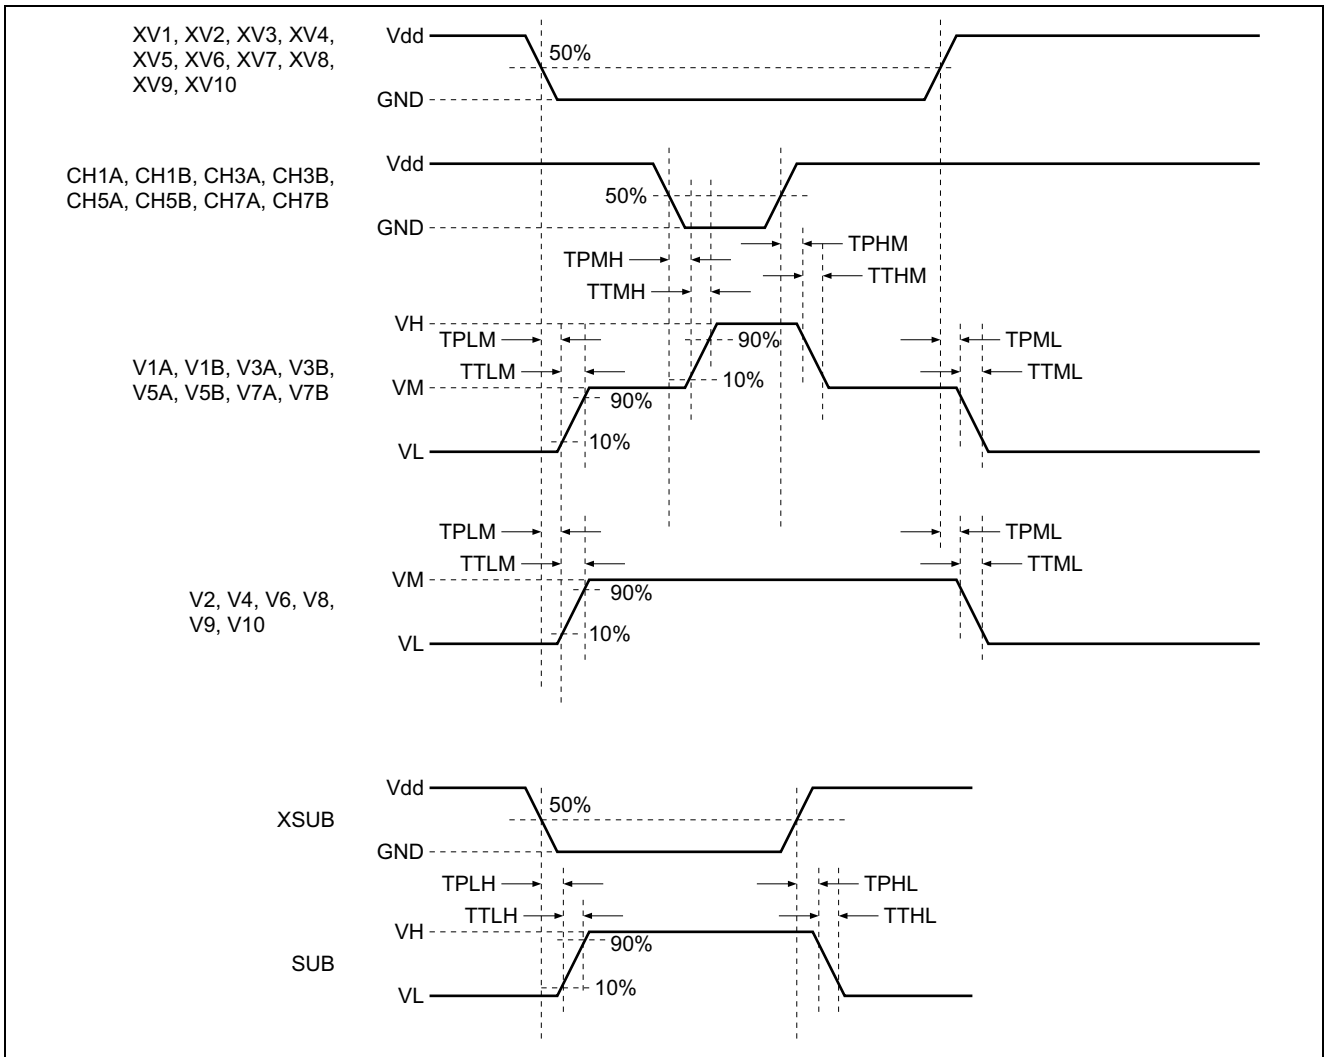 XV1, XV2, XV3, XV4,
XV5, XV6, XV7, XV8,
XV9, XV10
Vdd
50%
GND
CH1A, CH1B, CH3A, CH3B,
CH5A, CH5B, CH7A, CH7B
Vdd
50%
GND
TPHM
TPMH
TTHM
TTMH
V1A, V1B, V3A, V3B,
V5A, V5B, V7A, V7B
VH
TPLM
90%
TPML
TTLM
10%
TTML
VM
90%
10%
VL
TPLM
TPML
TTLM
TTML
V2, V4, V6, V8,
V9, V10
VM
90%
10%
VL
XSUB
Vdd
50%
GND
TPLH
TPHL
TTLH
TTHL
SUB
VH
90%
10%
VL